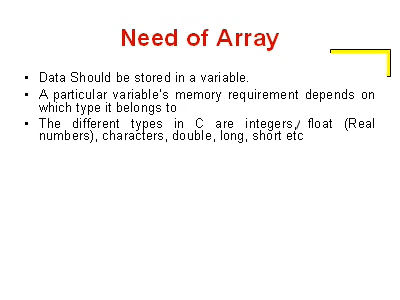 Need of Array
• Data Should be stored in a variable.
• A particular variable's memory requirement depends on
which type it belongs to
• The different types in C are integers, float (Real
numbers), characters, double, long, short etc